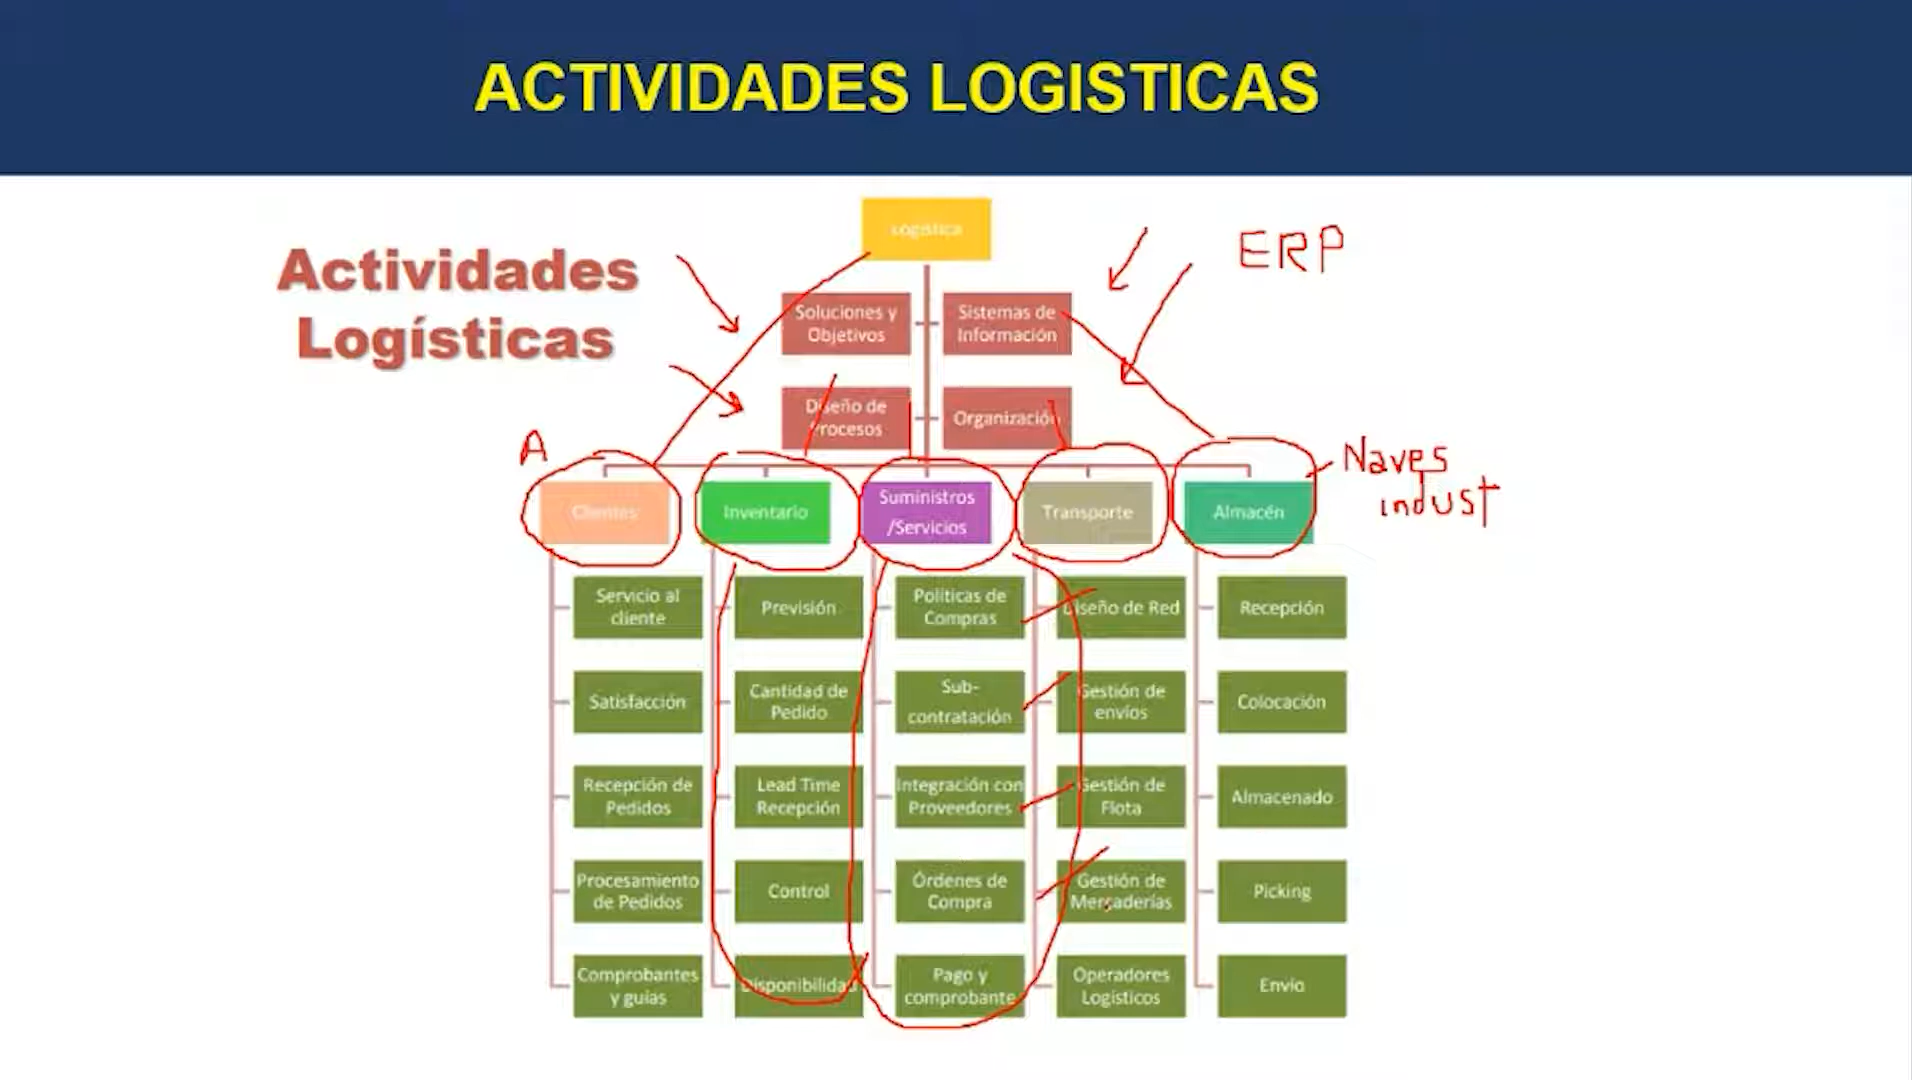 ACTIVIDADES LOGISTICAS
Actividades
Logísticas
Logística
Soluciones y
Objetivos
Sistemas de
Información
ERP
Diseño de
Procesos
Organización
A
Naves
indust
Clientes
Inventario
Suministros
/Servicios
Transporte
Almacén
Servicio al
cliente
Satisfacción
Recepción de
Pedidos
Procesamiento
de Pedidos
Comprobantes
y guías
Previsión
Cantidad de
Pedido
Lead Time
Recepción
Control
Disponibilidad
Políticas de
Compras
Sub-
contratación
Integración con
Proveedores
Órdenes de
Compra
Pago y
comprobante
Diseño de Red
Gestión de
envíos
Gestión de
Flota
Gestión de
Mercaderías
Operadores
Logísticos
Recepción
Colocación
Almacenado
Picking
Envío